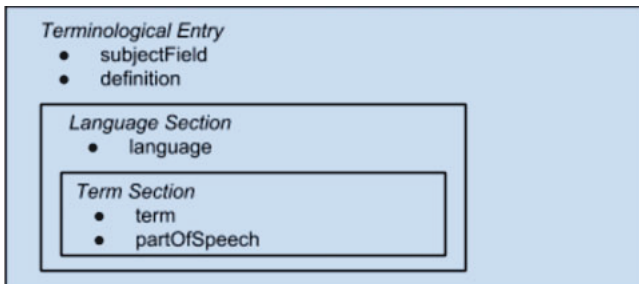 Terminological Entry
● subjectField
● definition
Language Section
● language
Term Section
● term
● partOfSpeech